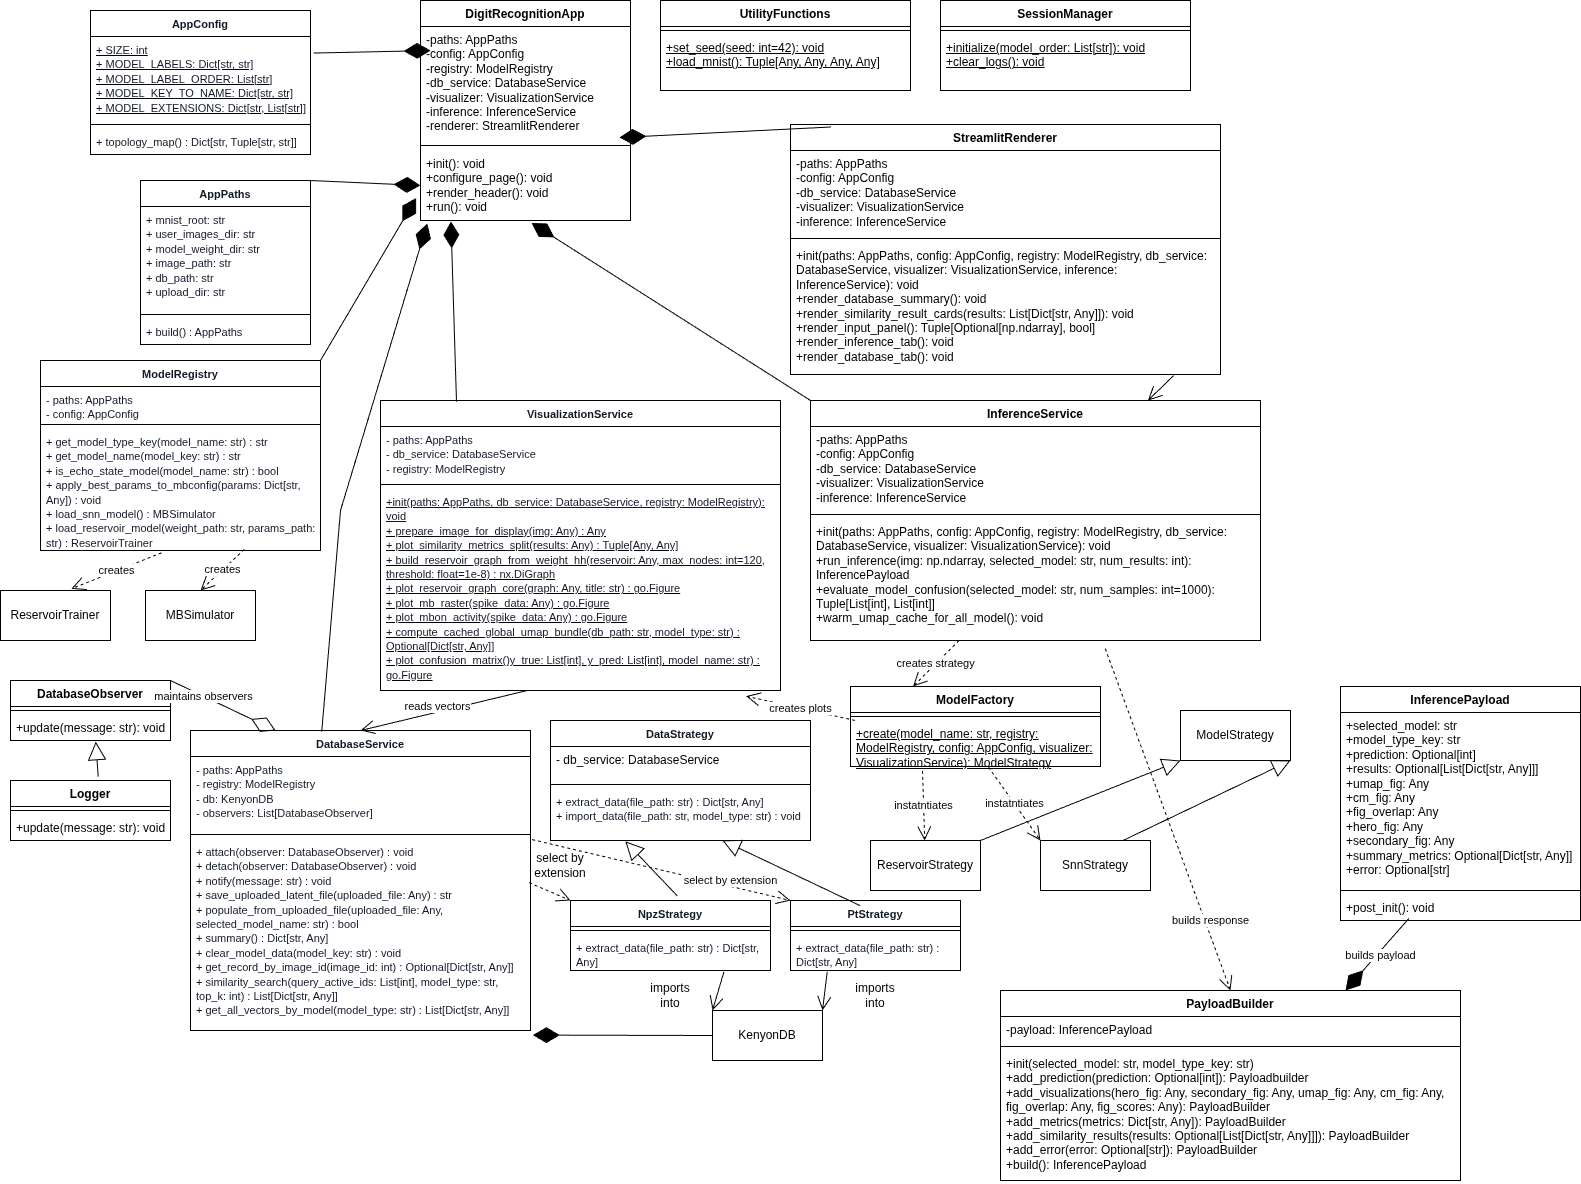 AppConfig
+ SIZE: int
+ MODEL_LABELS: Dict[str, str]
+ MODEL_LABEL_ORDER: List[str]
+ MODEL_KEY_TO_NAME: Dict[str, str]
+ MODEL_EXTENSIONS: Dict[str, List[str]]
+ topology_map() : Dict[str, Tuple[str, str]]
DigitRecognitionApp
-paths: AppPaths
-config: AppConfig
-registry: ModelRegistry
-db_service: DatabaseService
-visualizer: VisualizationService
-inference: InferenceService
-renderer: StreamlitRenderer
+init(): void
+configure_page(): void
+render_header(): void
+run(): void
UtilityFunctions
+set_seed(seed: int=42): void
+load_mnist(): Tuple[Any, Any, Any, Any]
SessionManager
+initialize(model_order: List[str]): void
+clear_logs(): void
StreamlitRenderer
-paths: AppPaths
-config: AppConfig
-db_service: DatabaseService
-visualizer: VisualizationService
-inference: InferenceService
+init(paths: AppPaths, config: AppConfig, registry: ModelRegistry, db_service:
DatabaseService, visualizer: VisualizationService, inference:
InferenceService): void
+render_database_summary(): void
+render_similarity_result_cards(results: List[Dict[str, Any]]): void
+render_input_panel(): Tuple[Optional[np.ndarray], bool]
+render_inference_tab(): void
+render_database_tab(): void
AppPaths
+ mnist_root: str
+ user_images_dir: str
+ model_weight_dir: str
+ image_path: str
+ db_path: str
+ upload_dir: str
+ build() : AppPaths
ModelRegistry
- paths: AppPaths
- config: AppConfig
+ get_model_type_key(model_name: str) : str
+ get_model_name(model_key: str) : str
+ is_echo_state_model(model_name: str) : bool
+ apply_best_params_to_mbconfig(params: Dict[str,
Any]) : void
+ load_snn_model() : MBSimulator
+ load_reservoir_model(weight_path: str, params_path:
str) : ReservoirTrainer
creates
creates
ReservoirTrainer
MBSimulator
VisualizationService
- paths: AppPaths
- db_service: DatabaseService
- registry: ModelRegistry
+init(paths: AppPaths, db_service: DatabaseService, registry: ModelRegistry):
void
+ prepare_image_for_display(img: Any) : Any
+ plot_similarity_metrics_split(results: Any) : Tuple[Any, Any]
+ build_reservoir_graph_from_weight_hh(reservoir: Any, max_nodes: int=120,
threshold: float=1e-8) : nx.DiGraph
+ plot_reservoir_graph_core(graph: Any, title: str) : go.Figure
+ plot_mb_raster(spike_data: Any) : go.Figure
+ plot_mbon_activity(spike_data: Any) : go.Figure
+ compute_cached_global_umap_bundle(db_path: str, model_type: str) :
Optional[Dict[str, Any]]
+ plot_confusion_matrix()y_true: List[int], y_pred: List[int], model_name: str) :
go.Figure
InferenceService
-paths: AppPaths
-config: AppConfig
-db_service: DatabaseService
-visualizer: VisualizationService
-inference: InferenceService
+init(paths: AppPaths, config: AppConfig, registry: ModelRegistry, db_service:
DatabaseService, visualizer: VisualizationService): void
+run_inference(img: np.ndarray, selected_model: str, num_results: int):
InferencePayload
+evaluate_model_confusion(selected_model: str, num_samples: int=1000):
Tuple[List[int], List[int]]
+warm_umap_cache_for_all_model(): void
creates strategy
reads vectors
creates plots
maintains observers
DatabaseObserver
+update(message: str): void
Logger
+update(message: str): void
DatabaseService
- paths: AppPaths
- registry: ModelRegistry
- db: KenyonDB
- observers: List[DatabaseObserver]
+ attach(observer: DatabaseObserver) : void
+ detach(observer: DatabaseObserver) : void
+ notify(message: str) : void
+ save_uploaded_latent_file(uploaded_file: Any) : str
+ populate_from_uploaded_file(uploaded_file: Any,
selected_model_name: str) : bool
+ summary() : Dict[str, Any]
+ clear_model_data(model_key: str) : void
+ get_record_by_image_id(image_id: int) : Optional[Dict[str, Any]]
+ similarity_search(query_active_ids: List[int], model_type: str,
top_k: int) : List[Dict[str, Any]]
+ get_all_vectors_by_model(model_type: str) : List[Dict[str, Any]]
DataStrategy
- db_service: DatabaseService
+ extract_data(file_path: str) : Dict[str, Any]
+ import_data(file_path: str, model_type: str) : void
select by
extension
select by extension
NpzStrategy
+ extract_data(file_path: str) : Dict[str,
Any]
PtStrategy
+ extract_data(file_path: str) :
Dict[str, Any]
imports
into
imports
into
KenyonDB
ModelFactory
+create(model_name: str, registry:
ModelRegistry, config: AppConfig, visualizer:
VisualizationService): ModelStrategy
ModelStrategy
instatntiates
instatntiates
ReservoirStrategy
SnnStrategy
builds response
InferencePayload
+selected_model: str
+model_type_key: str
+prediction: Optional[int]
+results: Optional[List[Dict[str, Any]]]
+umap_fig: Any
+cm_fig: Any
+fig_overlap: Any
+hero_fig: Any
+secondary_fig: Any
+summary_metrics: Optional[Dict[str, Any]]
+error: Optional[str]
+post_init(): void
builds payload
PayloadBuilder
-payload: InferencePayload
+init(selected_model: str, model_type_key: str)
+add_prediction(prediction: Optional[int]): Payloadbuilder
+add_visualizations(hero_fig: Any, secondary_fig: Any, umap_fig: Any, cm_fig: Any,
fig_overlap: Any, fig_scores: Any): PayloadBuilder
+add_metrics(metrics: Dict[str, Any]): PayloadBuilder
+add_similarity_results(results: Optional[List[Dict[str, Any]]]): PayloadBuilder
+add_error(error: Optional[str]): PayloadBuilder
+build(): InferencePayload